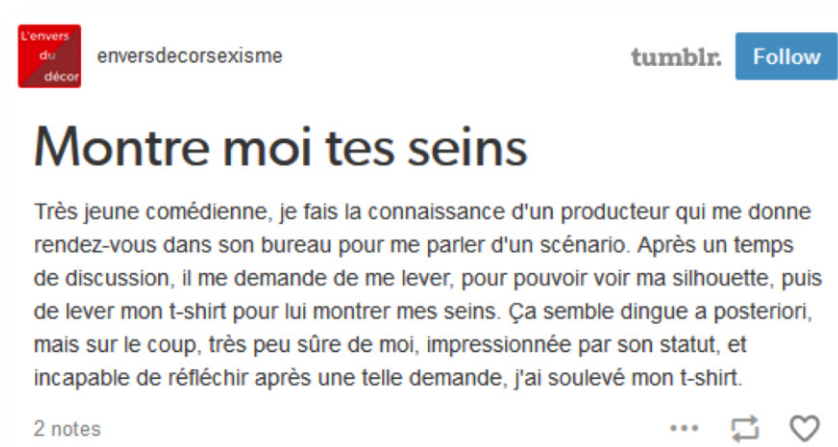 L'envers
du
décor
enversdecorsexisme
tumblr.
Follow
Montre moi tes seins
Très jeune comédienne, je fais la connaissance d'un producteur qui me donne
rendez-vous dans son bureau pour me parler d'un scénario. Après un temps
de discussion, il me demande de me lever, pour pouvoir voir ma silhouette, puis
de lever mon t-shirt pour lui montrer mes seins. Ça semble dingue a posteriori,
mais sur le coup, très peu sûre de moi, impressionnée par son statut, et
incapable de réfléchir après une telle demande, j'ai soulevé mon t-shirt.
2 notes